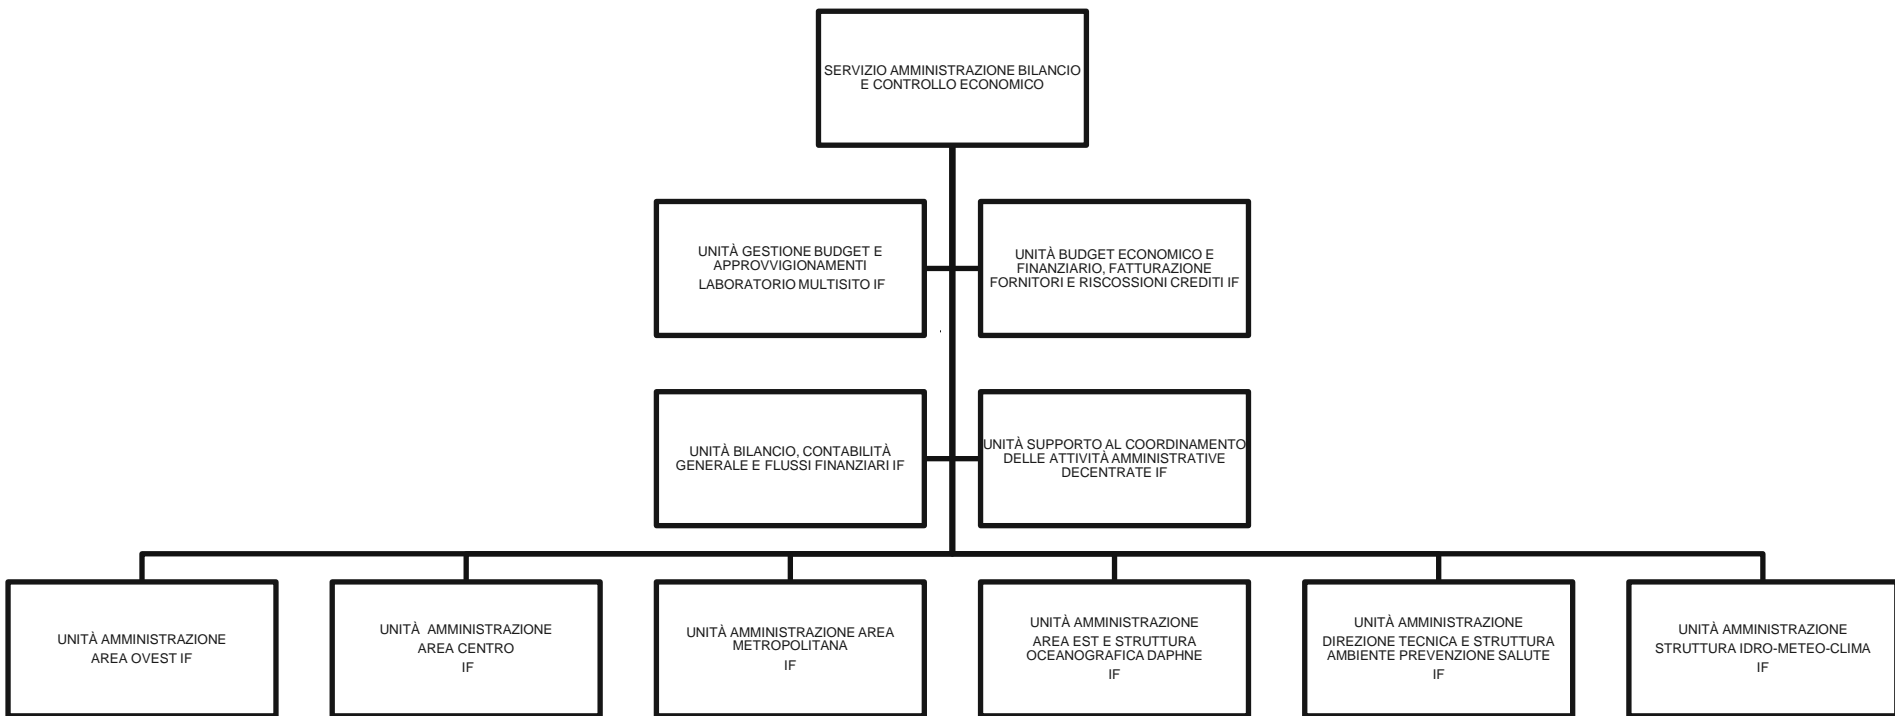 SERVIZIO AMMINISTRAZIONE BILANCIO
E CONTROLLO ECONOMICO
UNITÀ GESTIONE BUDGET E
APPROVVIGIONAMENTI
LABORATORIO MULTISITO IF
UNITÀ BUDGET ECONOMICO E
FINANZIARIO, FATTURAZIONE
FORNITORI E RISCOSSIONI CREDITI IF
UNITÀ BILANCIO, CONTABILITÀ
GENERALE E FLUSSI FINANZIARI IF
UNITÀ SUPPORTO AL COORDINAMENTO
DELLE ATTIVITÀ AMMINISTRATIVE
DECENTRATE IF
UNITÀ AMMINISTRAZIONE
AREA OVEST IF
UNITÀ AMMINISTRAZIONE
AREA CENTRO
IF
UNITÀ AMMINISTRAZIONE AREA
METROPOLITANA
IF
UNITÀ AMMINISTRAZIONE
AREA EST E STRUTTURA
OCEANOGRAFICA DAPHNE
IF
UNITÀ AMMINISTRAZIONE
DIREZIONE TECNICA E STRUTTURA
AMBIENTE PREVENZIONE SALUTE
IF
UNITÀ AMMINISTRAZIONE
STRUTTURA IDRO-METEO-CLIMA
IF